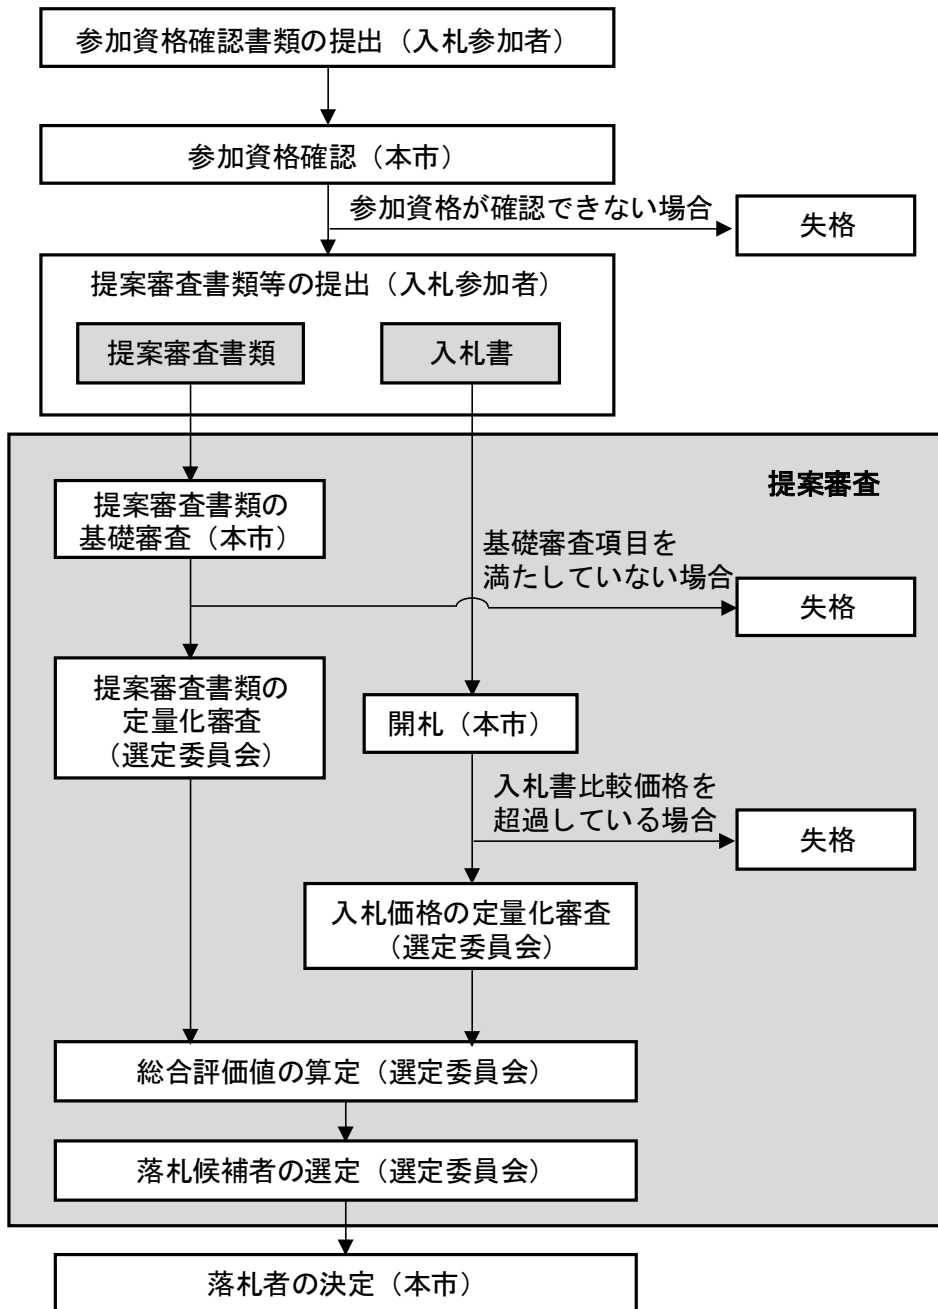 参加資格確認書類の提出（入札参加者）
参加資格確認（本市）
参加資格が確認できない場合
失格
提案審査書類等の提出（入札参加者）
提案審査書類
入札書
提案審査
提案審査書類の
基礎審査（本市）
基礎審査項目を
満たしていない場合
失格
提案審査書類の
定量化審査
（選定委員会）
開札（本市）
入札書比較価格を
超過している場合
失格
入札価格の定量化審査
（選定委員会）
総合評価値の算定（選定委員会）
落札候補者の選定（選定委員会）
落札者の決定（本市）